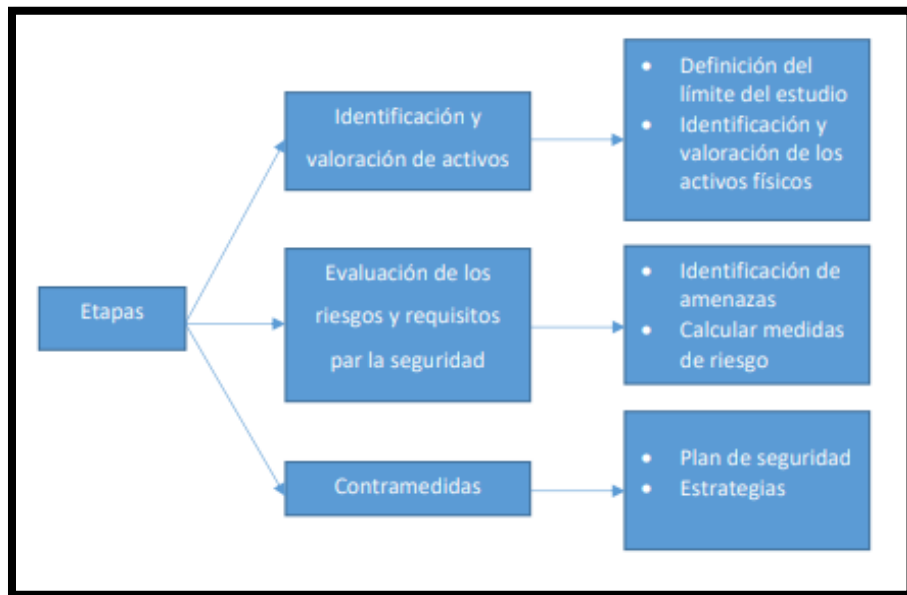 Etapas
Identificación y
valoración de activos
• Definición del
límite del estudio
• Identificación y
valoración de los
activos físicos
Evaluación de los
riesgos y requisitos
par la seguridad
• Identificación de
amenazas
• Calcular medidas
de riesgo
Contramedidas
• Plan de seguridad
• Estrategias